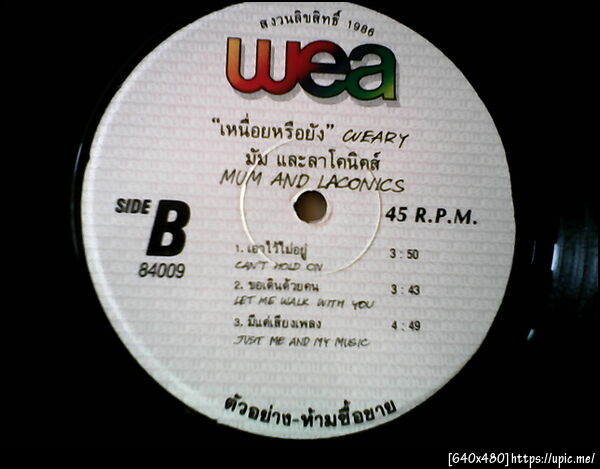 สงวนลิขสิทธิ์ 1986
wea
"เหนื่อยหรือยัง" WEARY
มัม และลาโคนิคส์
MUM AND LACONICS
SIDE B
45 R.P.M.
84009
1. เอาไว้ไม่อยู่ 3 : 50
CAN'T HOLD ON
2. ขอเดินด้วยคน 3 : 43
LET ME WALK WITH YOU
3. มีแค่เสียงเพลง 4 : 49
JUST ME AND MY MUSIC
ตัวอย่าง-ห้ามซื้อขาย
[640x480]https://upic.me/